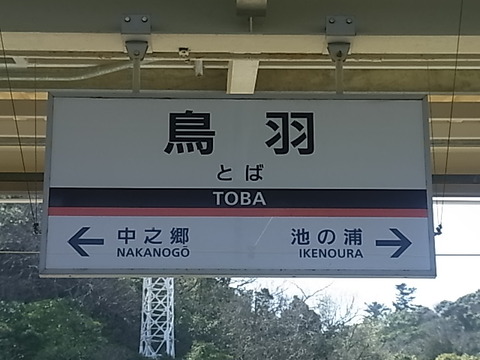 鳥羽
とば
TOBA
← 中之郷 池の浦 →
NAKANOGŌ IKENOURA